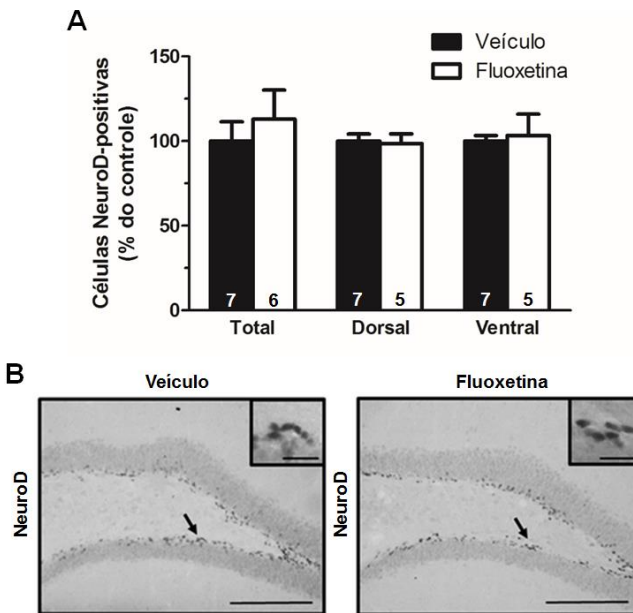 A
Veículo
Fluoxetina
Células NeuroD-positivas
(% do controle)
150
100
50
0
7 6 7 5 7 5
Total Dorsal Ventral
B
Veículo Fluoxetina
NeuroD NeuroD